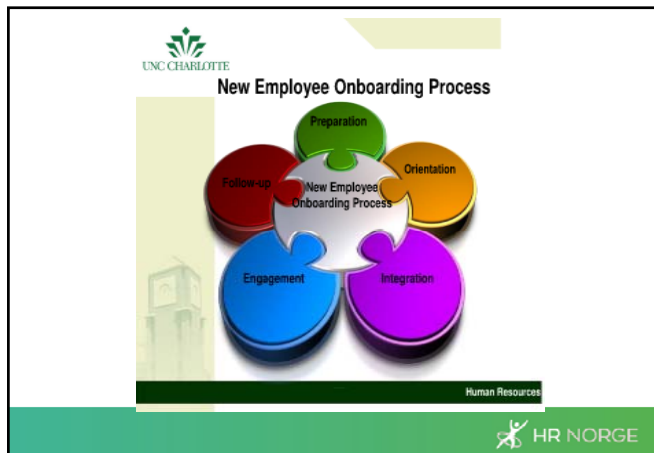 UNC CHARLOTTE
New Employee Onboarding Process
Preparation
Follow-up
Orientation
New Employee
Onboarding Process
Engagement
Integration
Human Resources
HR NORGE